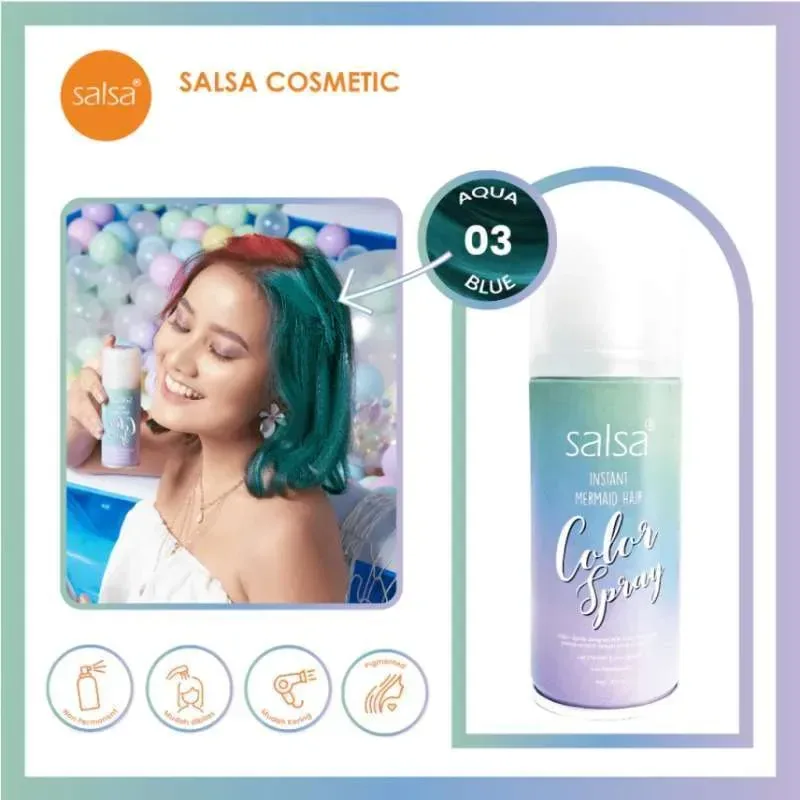 salsa®
SALSA COSMETIC
AQUA
03
BLUE
salsa®
INSTANT
MERMAID HAIR
Color
Spray
Non Permanent
Mudah dibilas
Mudah Kering
Pigmented